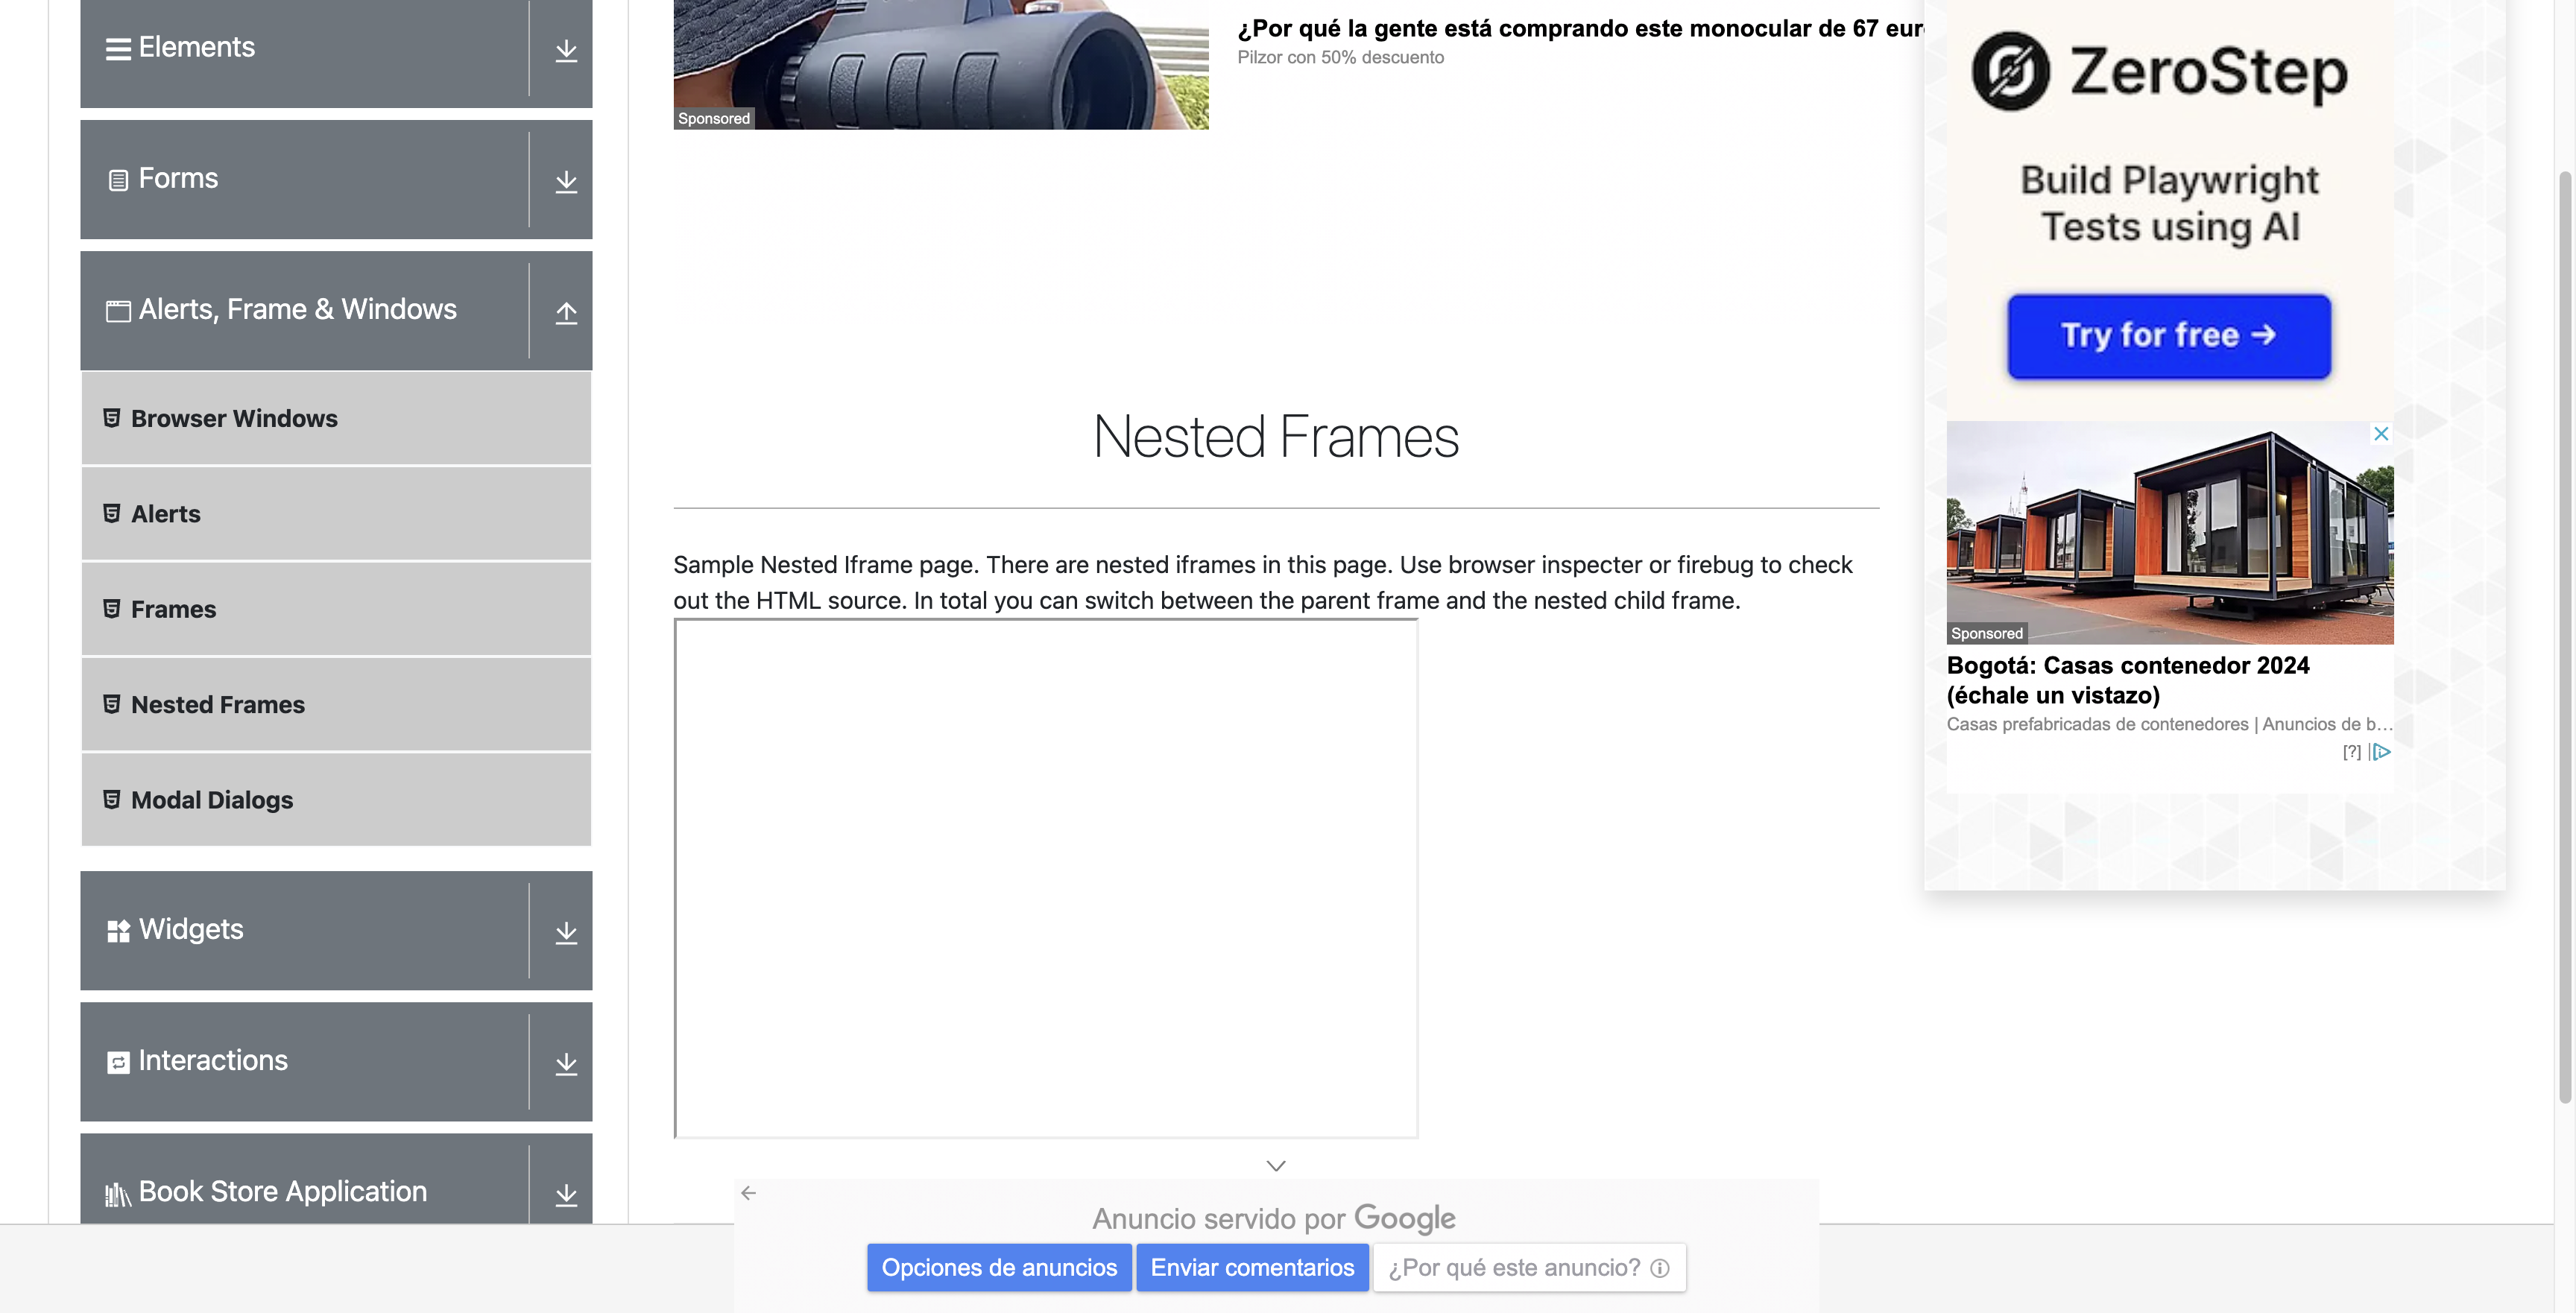 Elements
Forms
Alerts, Frame & Windows
Browser Windows
Alerts
Frames
Nested Frames
Modal Dialogs
Widgets
Interactions
Book Store Application
Sponsored
¿Por qué la gente está comprando este monocular de 67 eur
Pilzor con 50% descuento
Nested Frames
Sample Nested Iframe page. There are nested iframes in this page. Use browser inspecter or firebug to check
out the HTML source. In total you can switch between the parent frame and the nested child frame.
ZeroStep
Build Playwright
Tests using AI
Try for free →
Sponsored
Bogotá: Casas contenedor 2024
(échale un vistazo)
Casas prefabricadas de contenedores | Anuncios de b...
[?]
Anuncio servido por Google
Opciones de anuncios
Enviar comentarios
¿Por qué este anuncio?